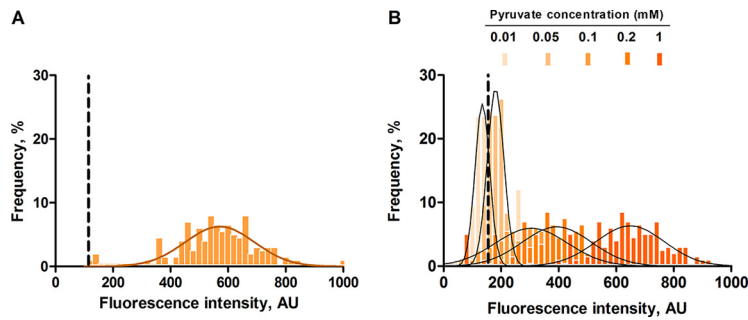 A
30
20
10
0
Frequency, %
0
200
400
600
800
1000
Fluorescence intensity, AU
B
Pyruvate concentration (mM)
0.01 0.05 0.1 0.2 1
30
20
10
0
Frequency, %
0
200
400
600
800
1000
Fluorescence intensity, AU